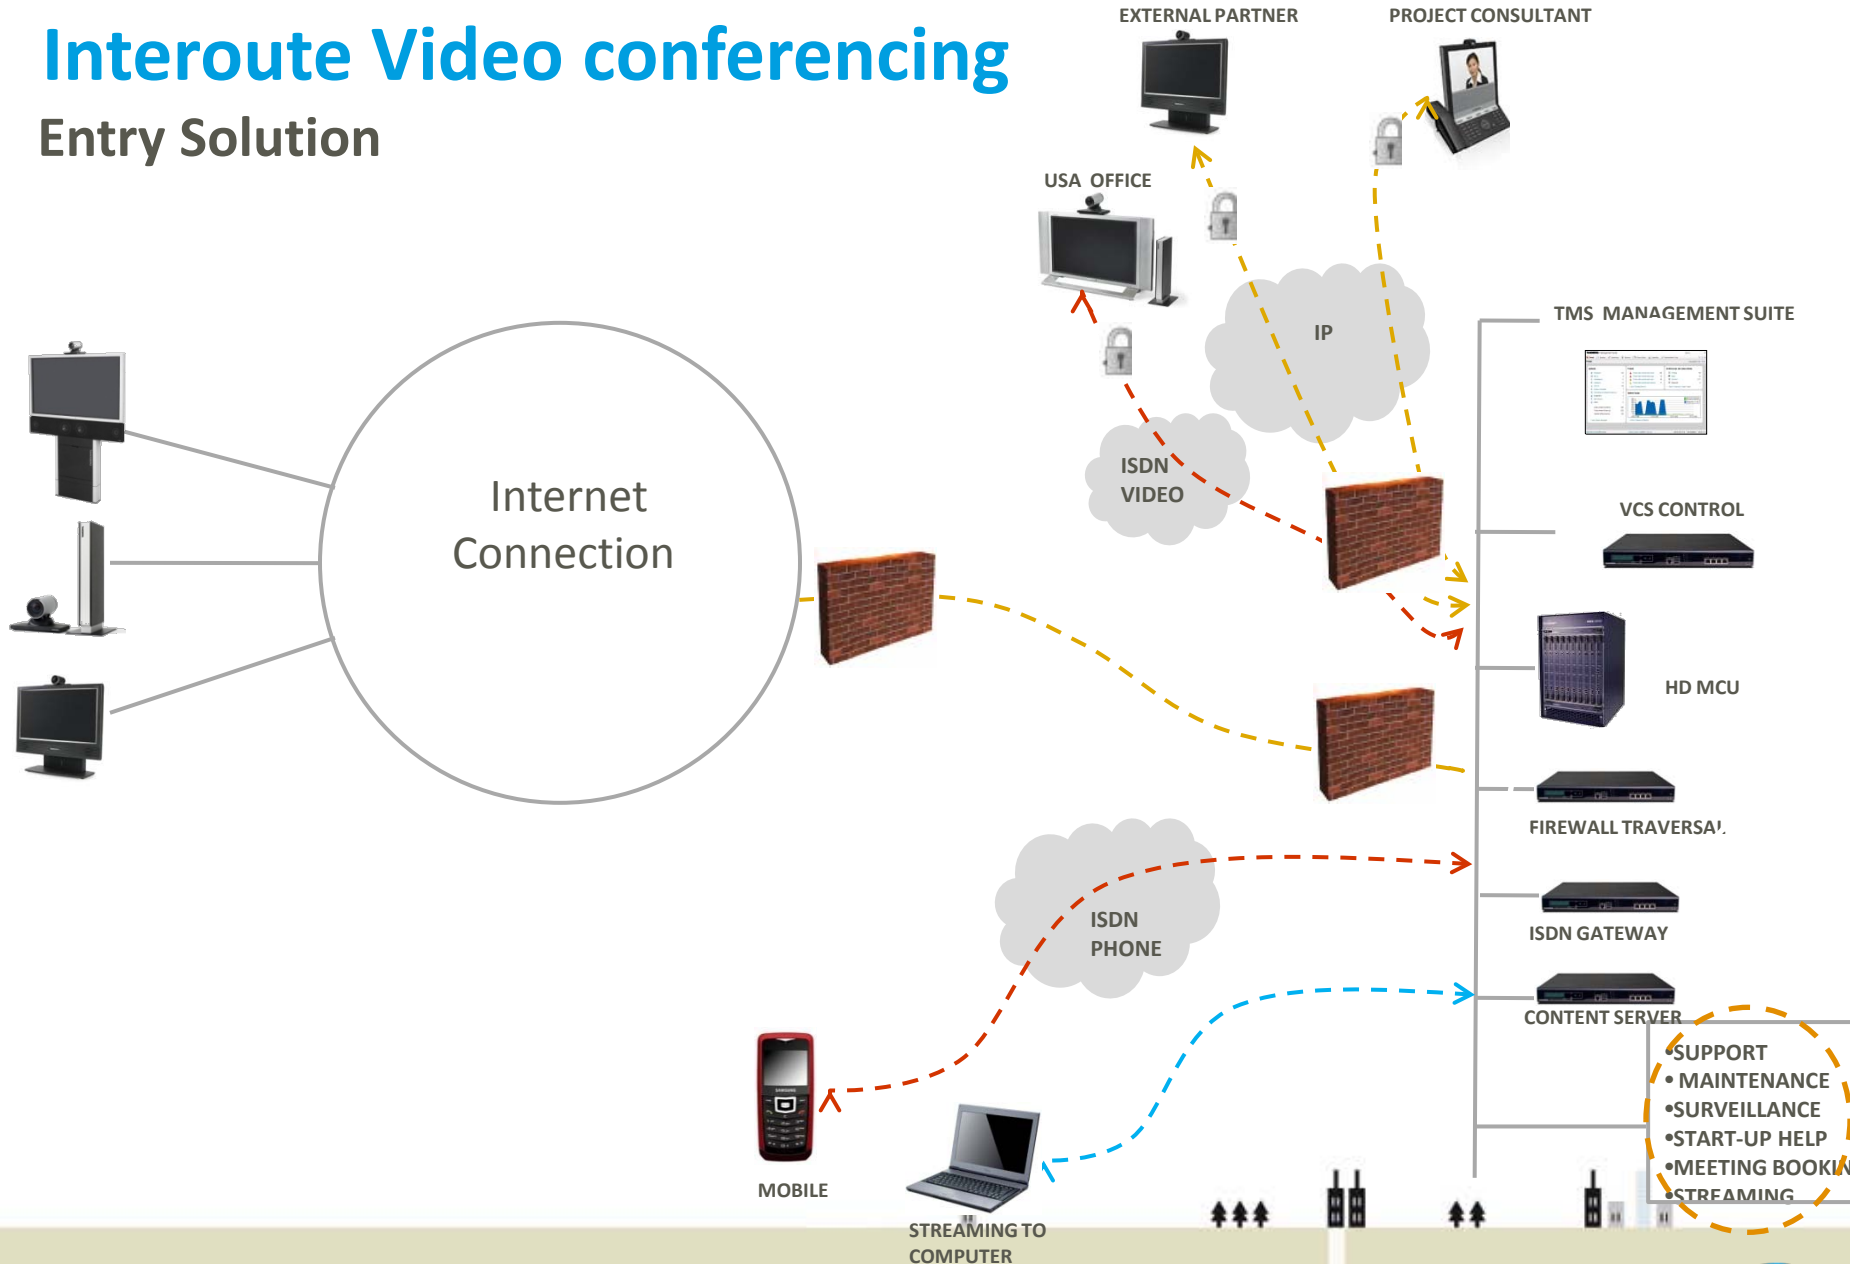 Interoute Video conferencing
Entry Solution
EXTERNAL PARTNER
PROJECT CONSULTANT
USA OFFICE
IP
TMS MANAGEMENT SUITE
ISDN
VIDEO
Internet
Connection
VCS CONTROL
HD MCU
FIREWALL TRAVERSAL
ISDN
PHONE
ISDN GATEWAY
CONTENT SERVER
•SUPPORT
• MAINTENANCE
•SURVEILLANCE
•START-UP HELP
•MEETING BOOKIN
•STREAMING
MOBILE
STREAMING TO
COMPUTER